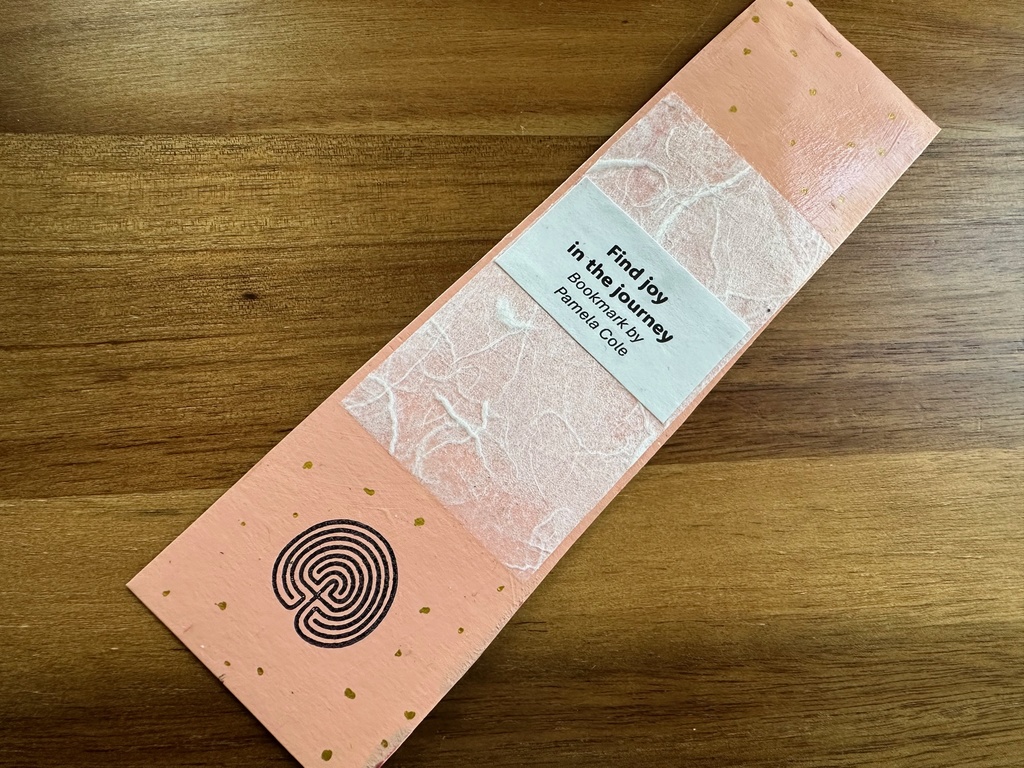 Find joy
in the journey
Bookmark by
Pamela Cole